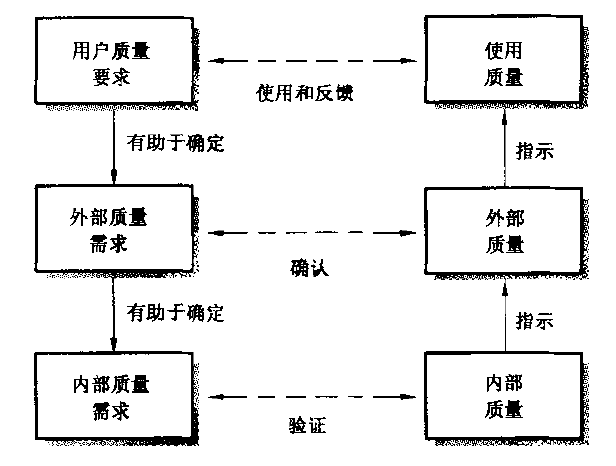 用户质量
要求
使用
质量
使用和反馈
有助于确定
指示
外部质量
需求
外部
质量
确认
有助于确定
指示
内部质量
需求
内部
质量
验证